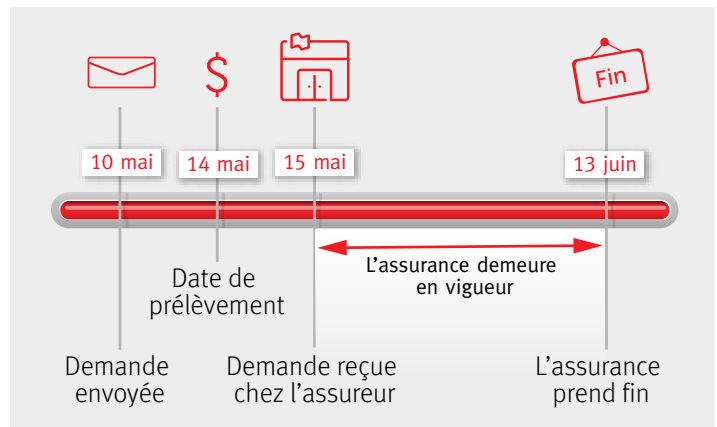 $
Fin
10 mai
14 mai
15 mai
13 juin
L'assurance demeure
en vigueur
Date de
prélèvement
Demande
envoyée
Demande reçue
chez l'assureur
L'assurance
prend fin